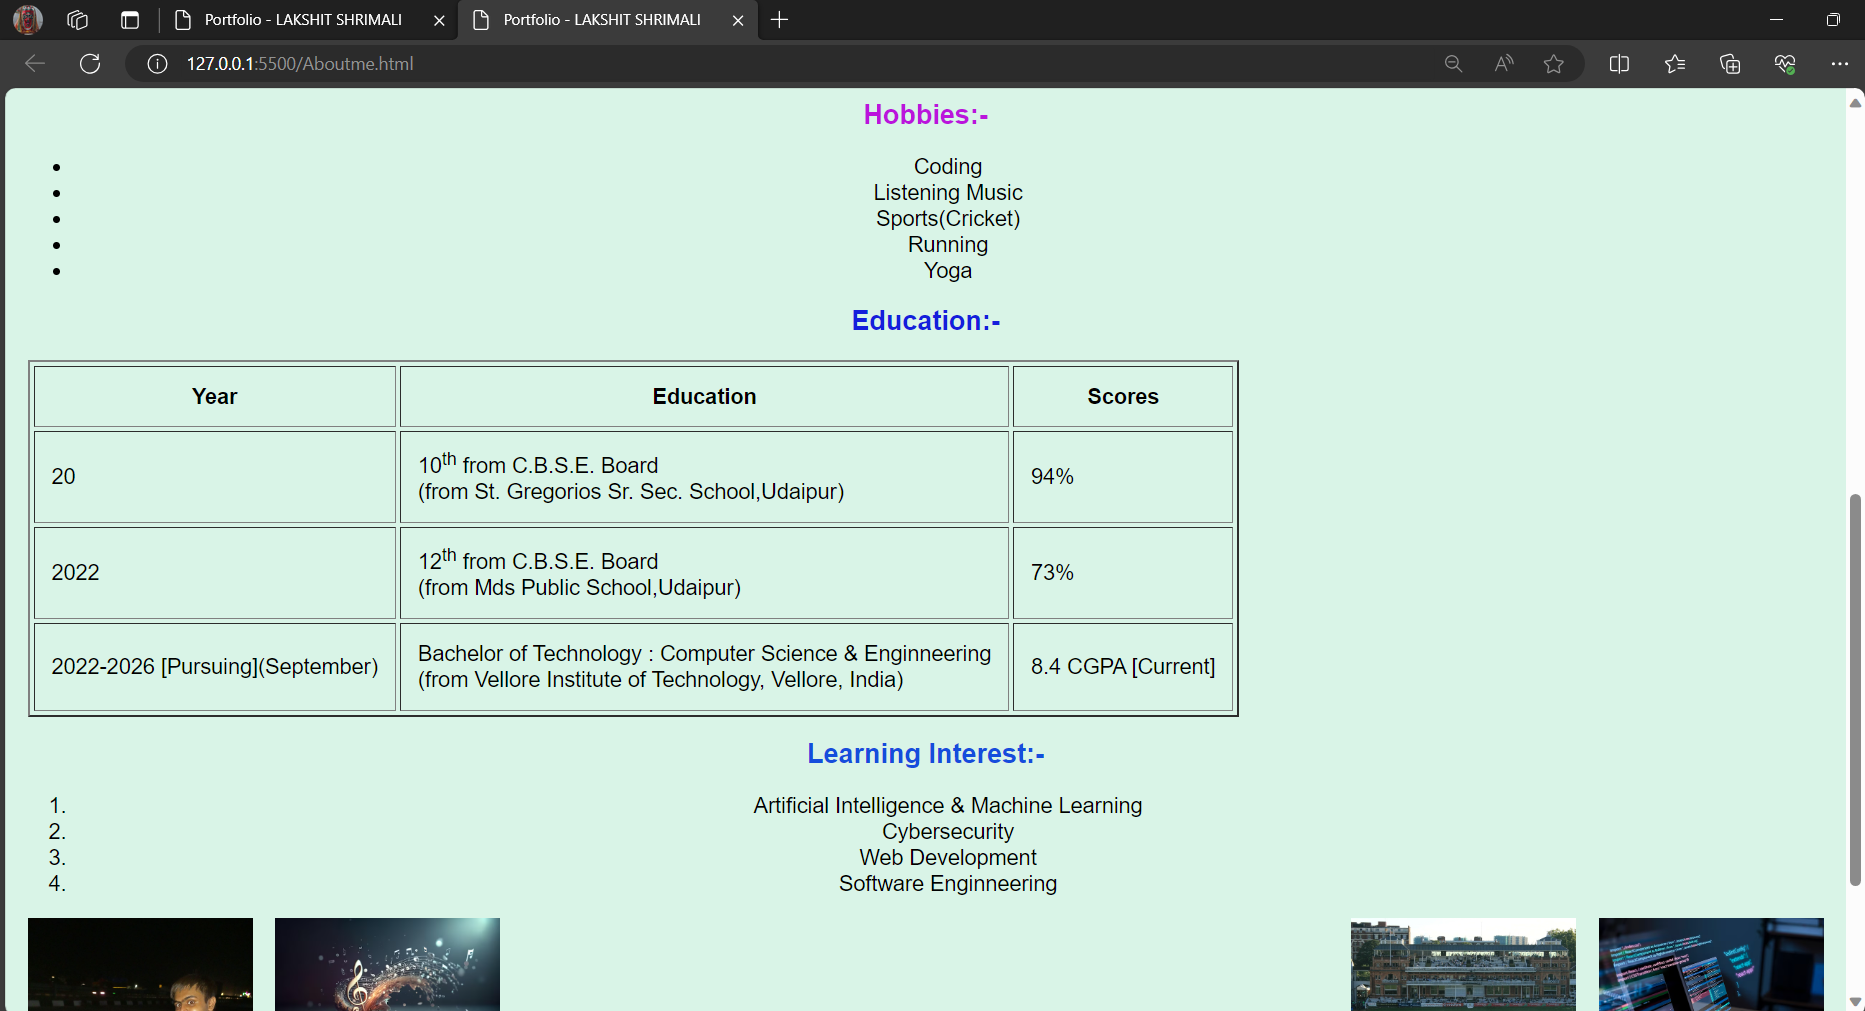 Portfolio - LAKSHIT SHRIMALI
Portfolio - LAKSHIT SHRIMALI
127.0.0.1:5500/Aboutme.html
Hobbies:-
• Coding
• Listening Music
• Sports(Cricket)
• Running
• Yoga
Education:-
Year Education Scores
20 10th from C.B.S.E. Board
(from St. Gregorios Sr. Sec. School,Udaipur) 94%
2022 12th from C.B.S.E. Board
(from Mds Public School,Udaipur) 73%
2022-2026 [Pursuing](September) Bachelor of Technology : Computer Science & Enginneering
(from Vellore Institute of Technology, Vellore, India) 8.4 CGPA [Current]
Learning Interest:-
1. Artificial Intelligence & Machine Learning
2. Cybersecurity
3. Web Development
4. Software Enginneering